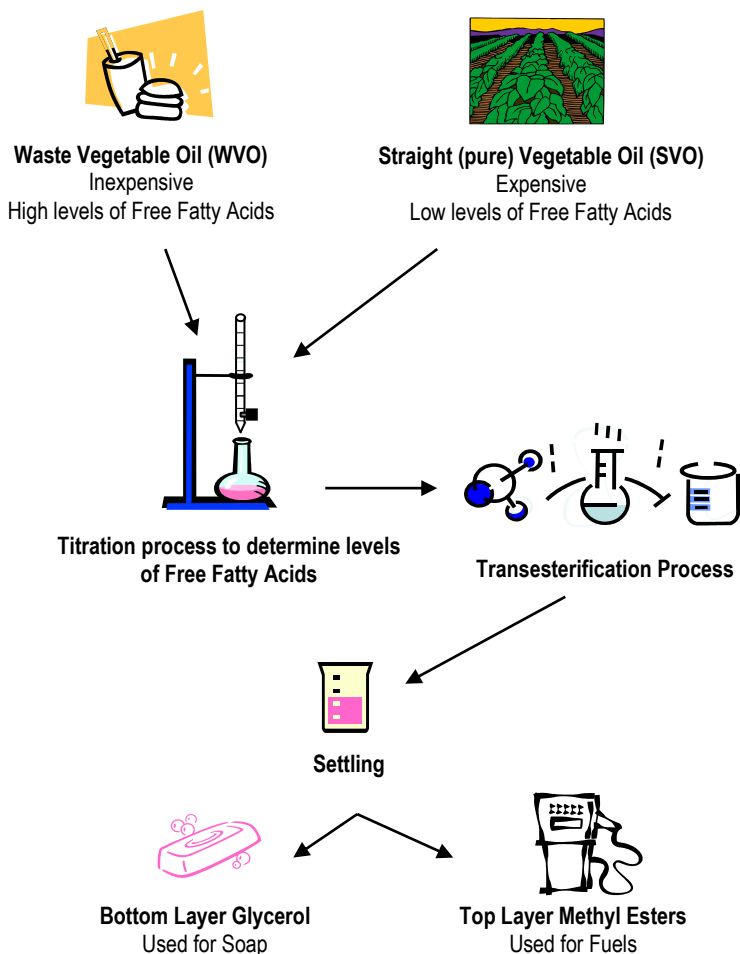 Waste Vegetable Oil (WVO)
Inexpensive
High levels of Free Fatty Acids
Straight (pure) Vegetable Oil (SVO)
Expensive
Low levels of Free Fatty Acids
Titration process to determine levels
of Free Fatty Acids
Transesterification Process
Settling
Bottom Layer Glycerol
Used for Soap
Top Layer Methyl Esters
Used for Fuels